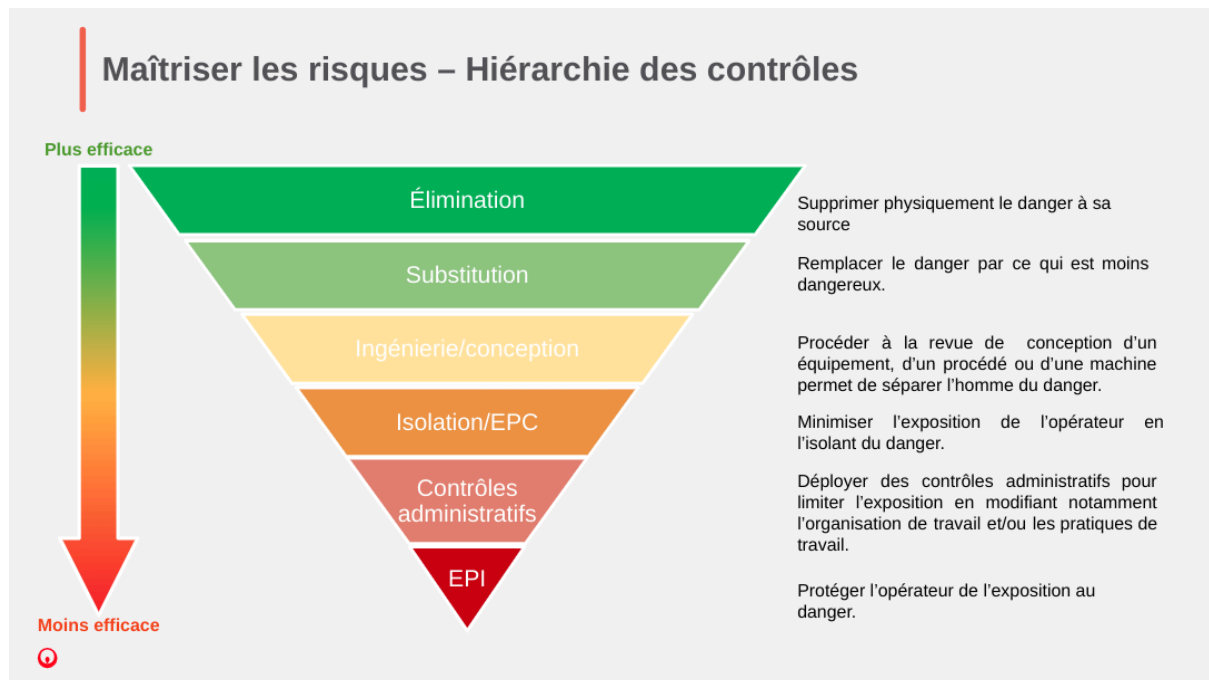 Maîtriser les risques – Hiérarchie des contrôles
Plus efficace
Élimination
Supprimer physiquement le danger à sa
source
Substitution
Remplacer le danger par ce qui est moins
dangereux.
Ingénierie/conception
Procéder à la revue de conception d’un
équipement, d’un procédé ou d’une machine
permet de séparer l’homme du danger.
Isolation/EPC
Minimiser l’exposition de l’opérateur en
l’isolant du danger.
Contrôles
administratifs
Déployer des contrôles administratifs pour
limiter l’exposition en modifiant notamment
l’organisation de travail et/ou les pratiques de
travail.
EPI
Protéger l’opérateur de l’exposition au
danger.
Moins efficace